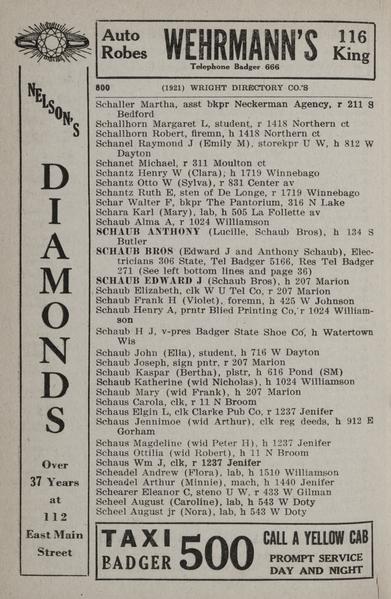 Auto Robes
WEHRMANN'S
Telephone Badger 666
116 King
NELSON'S
DIAMONDS
Over
37 Years
at
112
East Main
Street
800 (1921) WRIGHT DIRECTORY CO.'S
Schaller Martha, asst bkpr Neckerman Agency, r 211 S
Bedford
Schallhorn Margaret L, student, r 1418 Northern ct
Schallhorn Robert, firemn, h 1418 Northern ct
Schanel Raymond J (Emily M), storekpr U W, h 812 W
Dayton
Schanet Michael, r 311 Moulton ct
Schantz Henry W (Clara); h 1719 Winnebago
Schantz Otto W (Sylva), r 831 Center av
Schantz Ruth E, sten of De Longe, r 1719 Winnebago
Schar Walter F, bkpr The Pantorium, 316 N Lake
Schara Karl (Mary), lab, h 505 La Follette av
Schaub Alma A, r 1024 Williamson
SCHAUB ANTHONY (Lucille, Schaub Bros), h 134 S
Butler
SCHAUB BROS (Edward J and Anthony Schaub), Elec-
tricians 306 State, Tel Badger 5166, Res Tel Badger
271 (See left bottom lines and page 36)
SCHAUB EDWARD J (Schaub Bros), h 207 Marion
Schaub Elizabeth, clk W U Tel Co, r 207 Marion
Schaub Frank H (Violet), foremn, h 425 W Johnson
Schaub Henry A, prntr Blied Printing Co, r 1024 William-
son
Schaub H J, v-pres Badger State Shoe Co, h Watertown
Wis
Schaub John (Ella), student, h 716 W Dayton
Schaub Joseph, sign pntr, r 207 Marion
Schaub Kaspar (Bertha), plstr, h 616 Pond (SM)
Schaub Katherine (wid Nicholas), h 1024 Williamson
Schaub Mary (wid Frank), h 207 Marion
Schaus Carola, clk, r 11 N Broom
Schaus Elgin L, clk Clarke Pub Co, r 1237 Jenifer
Schaus Jennimoe (wid Arthur), clk reg deeds, h 912 E
Gorham
Schaus Magdeline (wid Peter H), h 1237 Jenifer
Schaus Ottilia (wid Robert), h 11 N Broom
Schaus Wm J, clk, r 1237 Jenifer
Scheadel Andrew (Flora), lab, h 1510 Williamson
Scheadel Arthur (Minnie), mach, h 1440 Jenifer
Schearer Eleanor C, steno U W, r 433 W Gilman
Scheel August (Caroline), lab, h 543 W Doty
Scheel August jr (Nora), lab, h 543 W Doty
TAXI
BADGER
500
CALL A YELLOW CAB
PROMPT SERVICE
DAY AND NIGHT